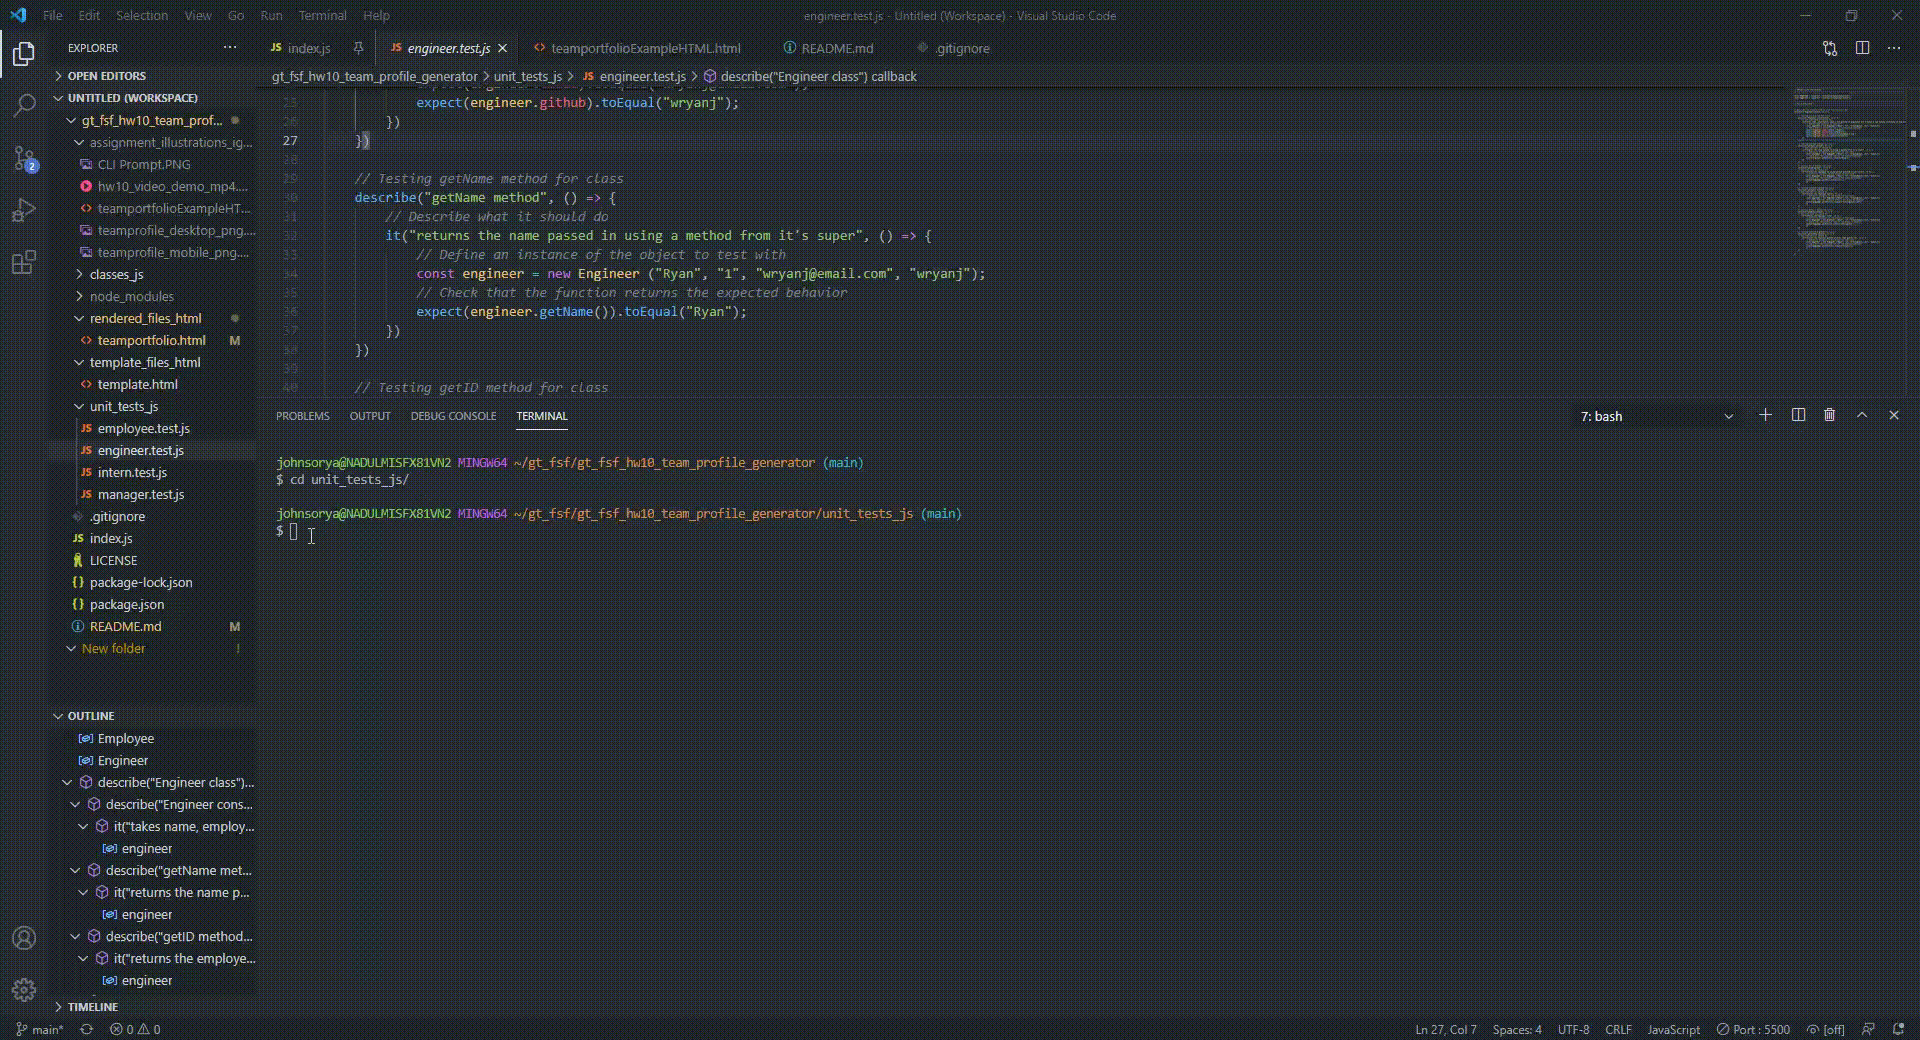 File Edit Selection View Go Run Terminal Help
engineer.test.js - Untitled (Workspace) - Visual Studio Code
EXPLORER
JS index.js
JS engineer.test.js
<> teamportfolioExampleHTML.html
README.md
.gitignore
OPEN EDITORS
gt_fsf_hw10_team_profile_generator > unit_tests_js > JS engineer.test.js > describe("Engineer class") callback
UNTITLED (WORKSPACE)
gt_fsf_hw10_team_prof...
assignment_illustrations_ig...
CLI Prompt.PNG
hw10_video_demo_mp4....
<> teamportfolioExampleHT...
teamprofile_desktop_png....
teamprofile_mobile_png....
classes_js
node_modules
rendered_files_html
<> teamportfolio.html M
template_files_html
<> template.html
unit_tests_js
JS employee.test.js
JS engineer.test.js
JS intern.test.js
JS manager.test.js
.gitignore
JS index.js
LICENSE
{} package-lock.json
{} package.json
README.md M
New folder !
2
25 expect(engineer.github).toEqual("wryanj");
26 })
27 })
28
29 // Testing getName method for class
30 describe("getName method", () => {
31 // Describe what it should do
32 it("returns the name passed in using a method from it's super", () => {
33 // Define an instance of the object to test with
34 const engineer = new Engineer ("Ryan", "1", "wryanj@email.com", "wryanj");
35 // Check that the function returns the expected behavior
36 expect(engineer.getName()).toEqual("Ryan");
37 })
38 })
39
40 // Testing getID method for class
PROBLEMS OUTPUT DEBUG CONSOLE TERMINAL
7: bash
johnsorya@NADULMISFX81VN2 MINGW64 ~/gt_fsf/gt_fsf_hw10_team_profile_generator (main)
$ cd unit_tests_js/
johnsorya@NADULMISFX81VN2 MINGW64 ~/gt_fsf/gt_fsf_hw10_team_profile_generator/unit_tests_js (main)
$
OUTLINE
Employee
Engineer
describe("Engineer class")...
describe("Engineer cons...
it("takes name, employ...
engineer
describe("getName met...
it("returns the name p...
engineer
describe("getID method...
it("returns the employe...
engineer
TIMELINE
main* 0 0
Ln 27, Col 7 Spaces: 4 UTF-8 CRLF JavaScript Port : 5500 [off]